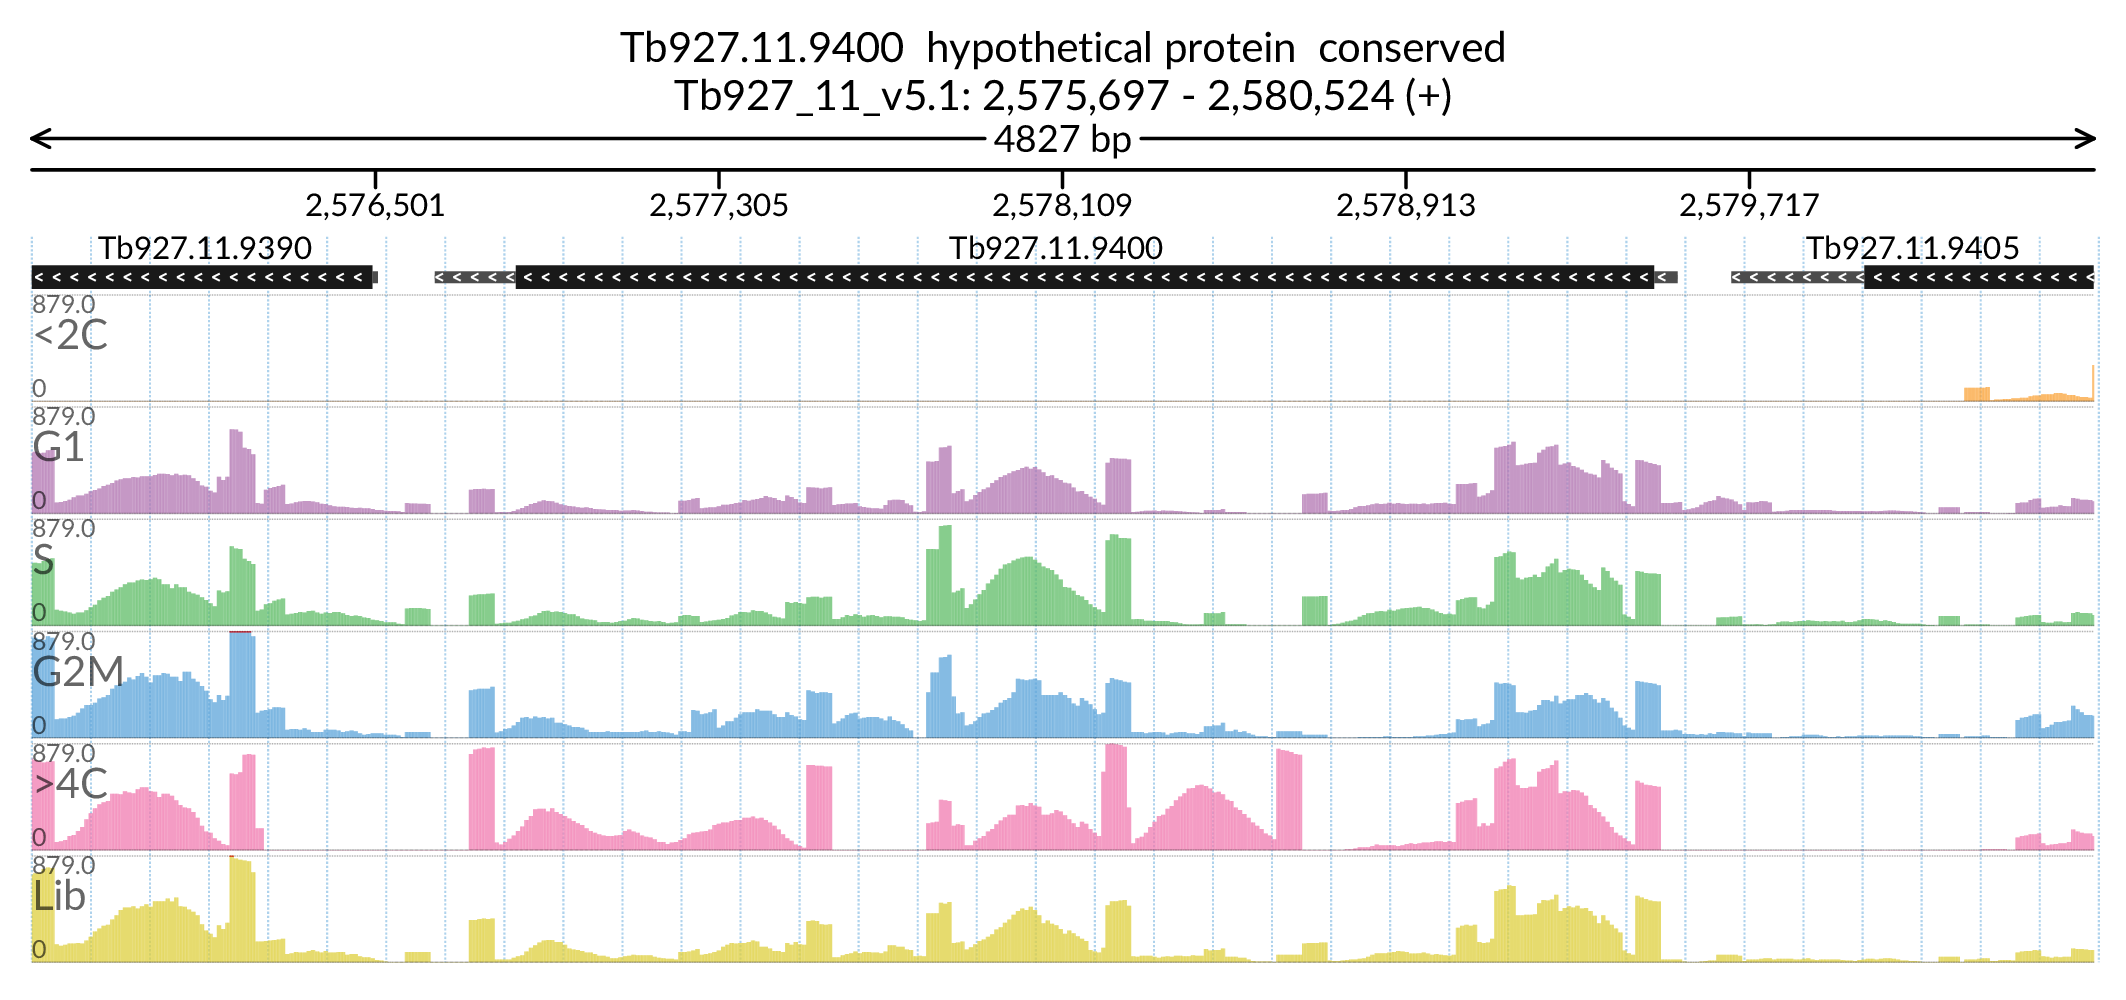 Tb927.11.9400 hypothetical protein conserved
Tb927_11_v5.1: 2,575,697 - 2,580,524 (+)
4827 bp
2,576,501 2,577,305 2,578,109 2,578,913 2,579,717
Tb927.11.9390 Tb927.11.9400 Tb927.11.9405
879.0
<2C
0
879.0
G1
0
879.0
S
0
879.0
G2M
0
879.0
>4C
0
879.0
Lib
0